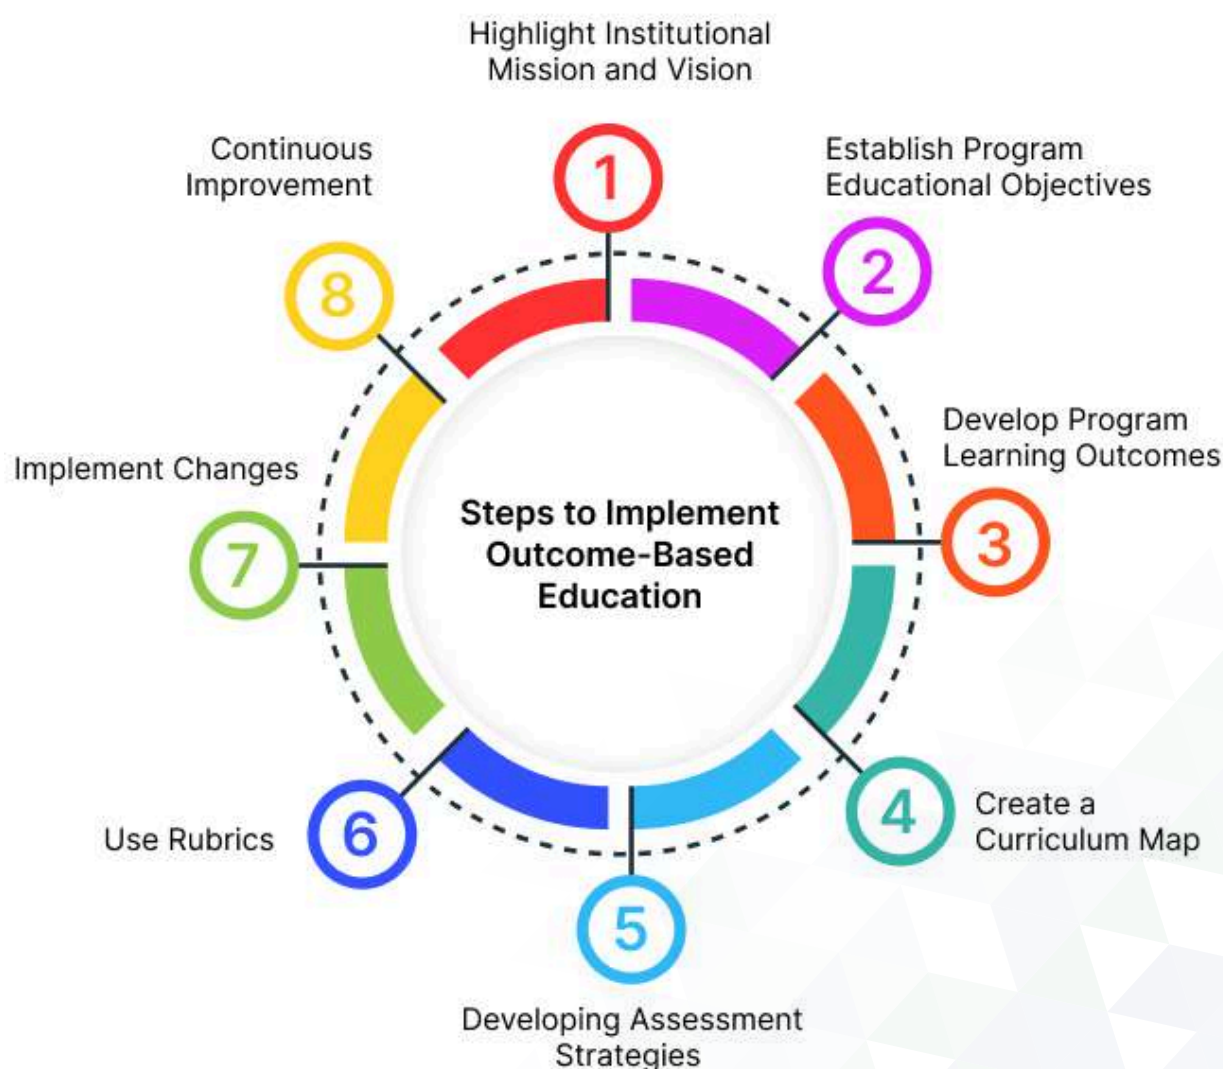 Highlight Institutional
Mission and Vision
1
Establish Program
Educational Objectives
2
Develop Program
Learning Outcomes
3
Create a
Curriculum Map
4
Developing Assessment
Strategies
5
Use Rubrics
6
Implement Changes
7
Continuous
Improvement
8
Steps to Implement
Outcome-Based
Education